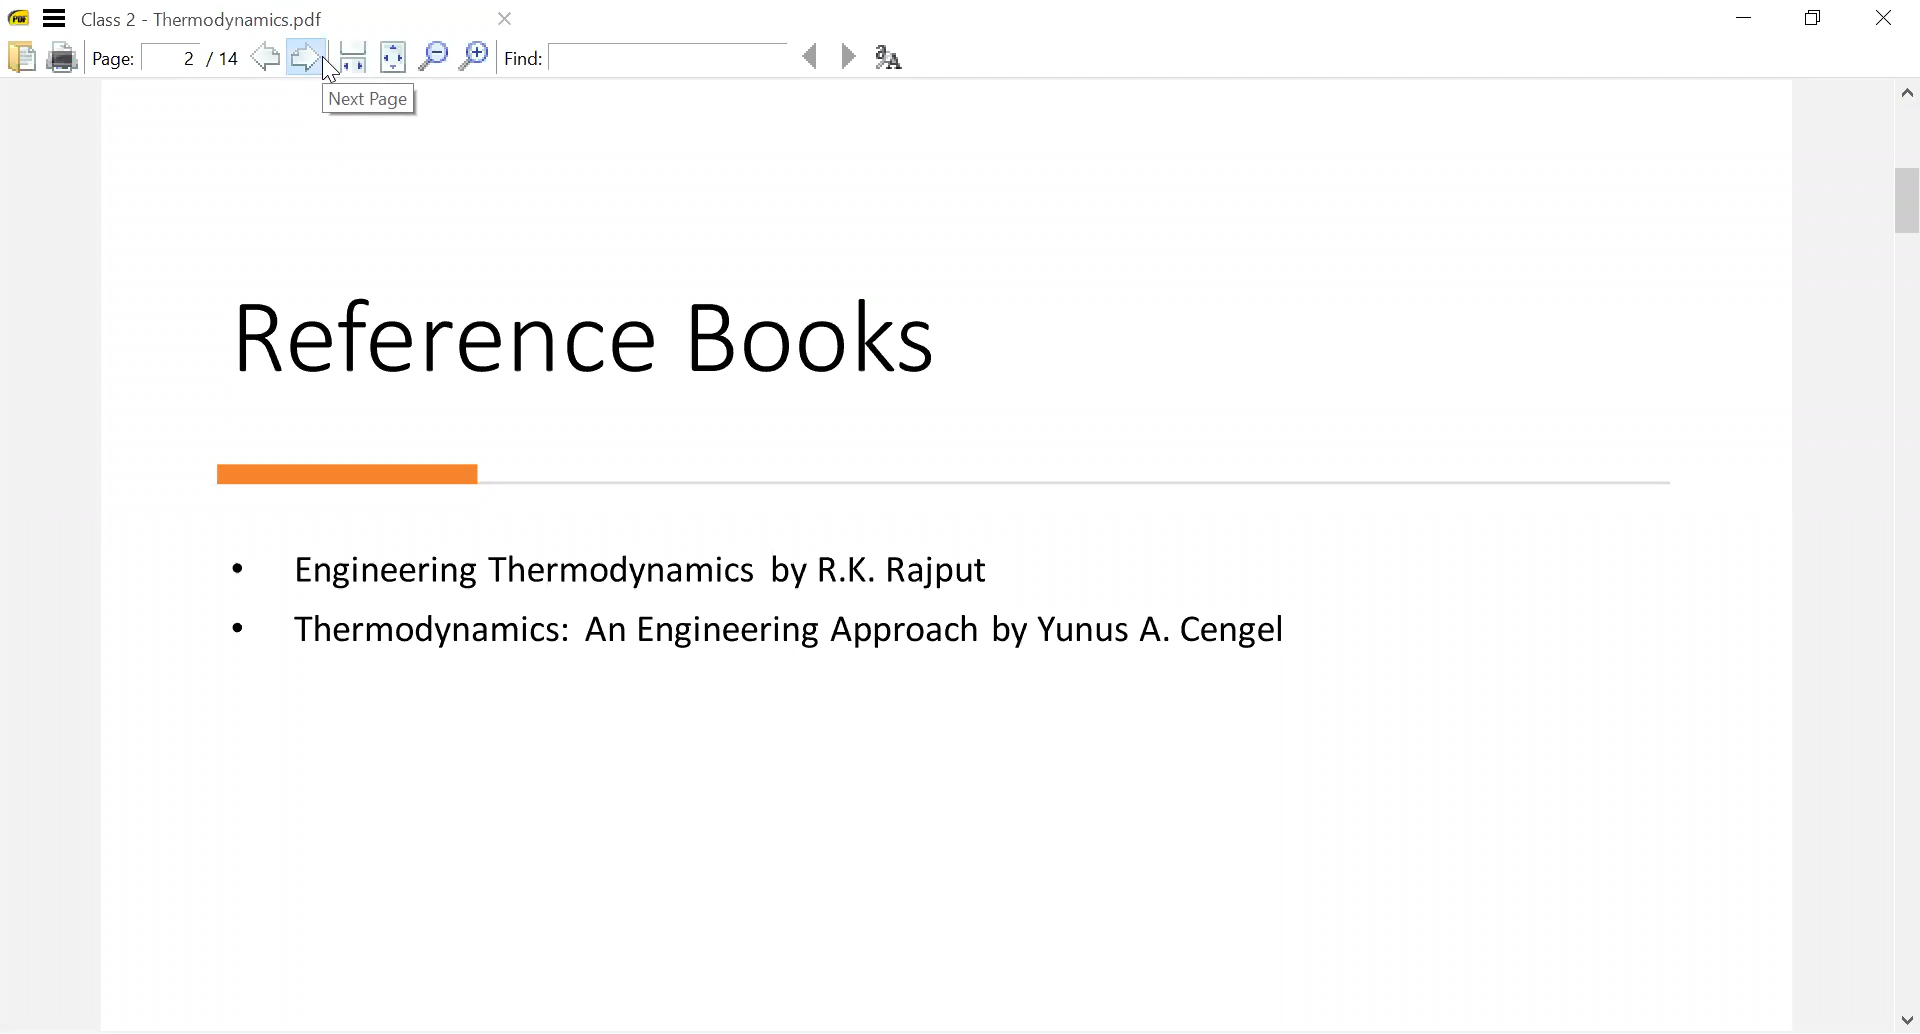 Class 2 - Thermodynamics.pdf
Page: 2 / 14 Find:
Next Page
Reference Books
• Engineering Thermodynamics by R.K. Rajput
• Thermodynamics: An Engineering Approach by Yunus A. Cengel